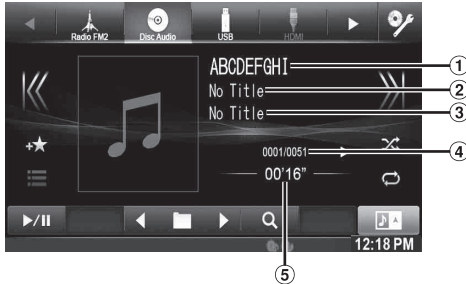 Radio FM2 Disc Audio USB HDMI
ABCDEFGHI 1
No Title 2
No Title 3
0001/0051 4
00'16"
12:18 PM
5